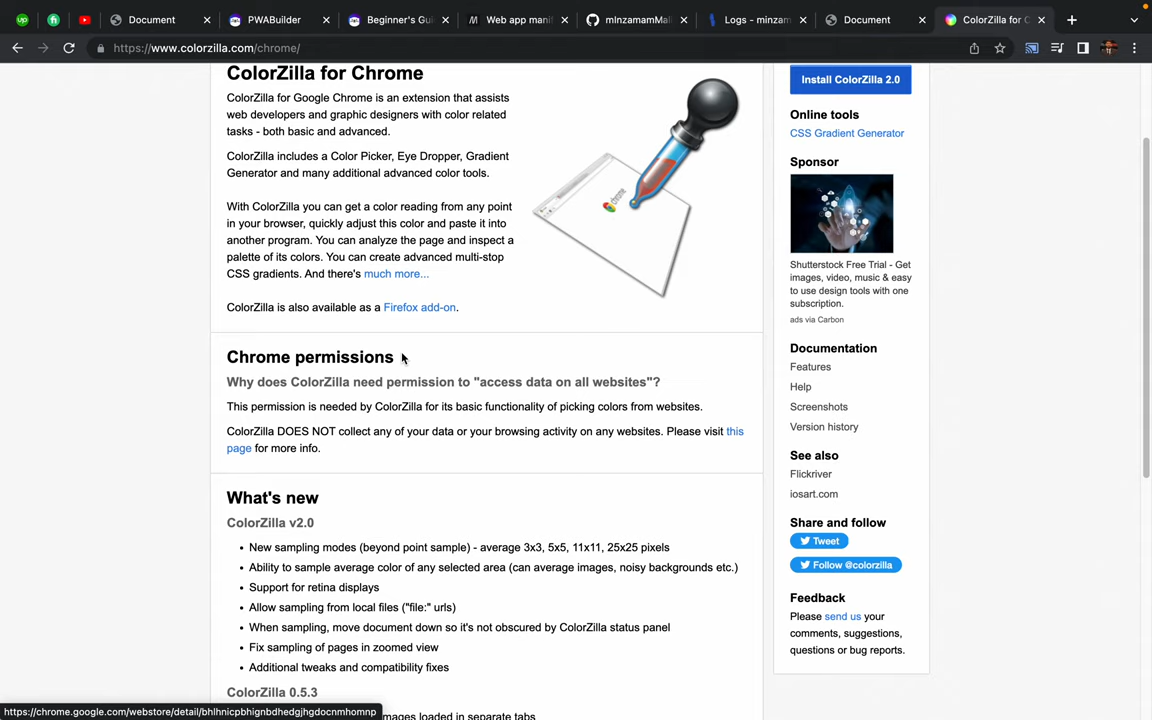 Document
PWABuilder
Beginner's Gui
Web app mani
mInzamamMali
Logs - minzam
Document
ColorZilla for C
https://www.colorzilla.com/chrome/
ColorZilla for Chrome
ColorZilla for Google Chrome is an extension that assists
web developers and graphic designers with color related
tasks - both basic and advanced.
ColorZilla includes a Color Picker, Eye Dropper, Gradient
Generator and many additional advanced color tools.
With ColorZilla you can get a color reading from any point
in your browser, quickly adjust this color and paste it into
another program. You can analyze the page and inspect a
palette of its colors. You can create advanced multi-stop
CSS gradients. And there's much more...
ColorZilla is also available as a Firefox add-on.
chrome
Chrome permissions
Why does ColorZilla need permission to "access data on all websites"?
This permission is needed by ColorZilla for its basic functionality of picking colors from websites.
ColorZilla DOES NOT collect any of your data or your browsing activity on any websites. Please visit this
page for more info.
What's new
ColorZilla v2.0
• New sampling modes (beyond point sample) - average 3x3, 5x5, 11x11, 25x25 pixels
• Ability to sample average color of any selected area (can average images, noisy backgrounds etc.)
• Support for retina displays
• Allow sampling from local files ("file:" urls)
• When sampling, move document down so it's not obscured by ColorZilla status panel
• Fix sampling of pages in zoomed view
• Additional tweaks and compatibility fixes
ColorZilla 0.5.3
mages loaded in separate tabs
https://chrome.google.com/webstore/detail/bhlhnicpbhignbdhedgjhgdocnmhomnp
Install ColorZilla 2.0
Online tools
CSS Gradient Generator
Sponsor
Shutterstock Free Trial - Get
images, video, music & easy
to use design tools with one
subscription.
ads via Carbon
Documentation
Features
Help
Screenshots
Version history
See also
Flickriver
iosart.com
Share and follow
Tweet
Follow @colorzilla
Feedback
Please send us your
comments, suggestions,
questions or bug reports.